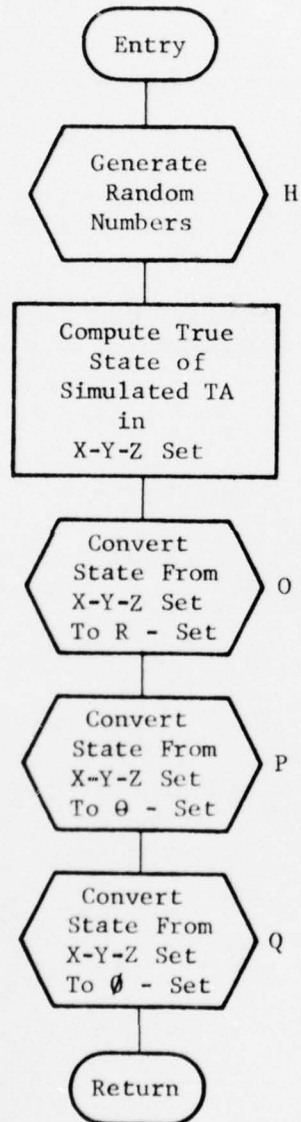 Entry
Generate
Random
Numbers
H
Compute True
State of
Simulated TA
in
X-Y-Z Set
Convert
State From
X-Y-Z Set
To R - Set
O
Convert
State From
X-Y-Z Set
To θ - Set
P
Convert
State From
X-Y-Z Set
To Ø - Set
Q
Return